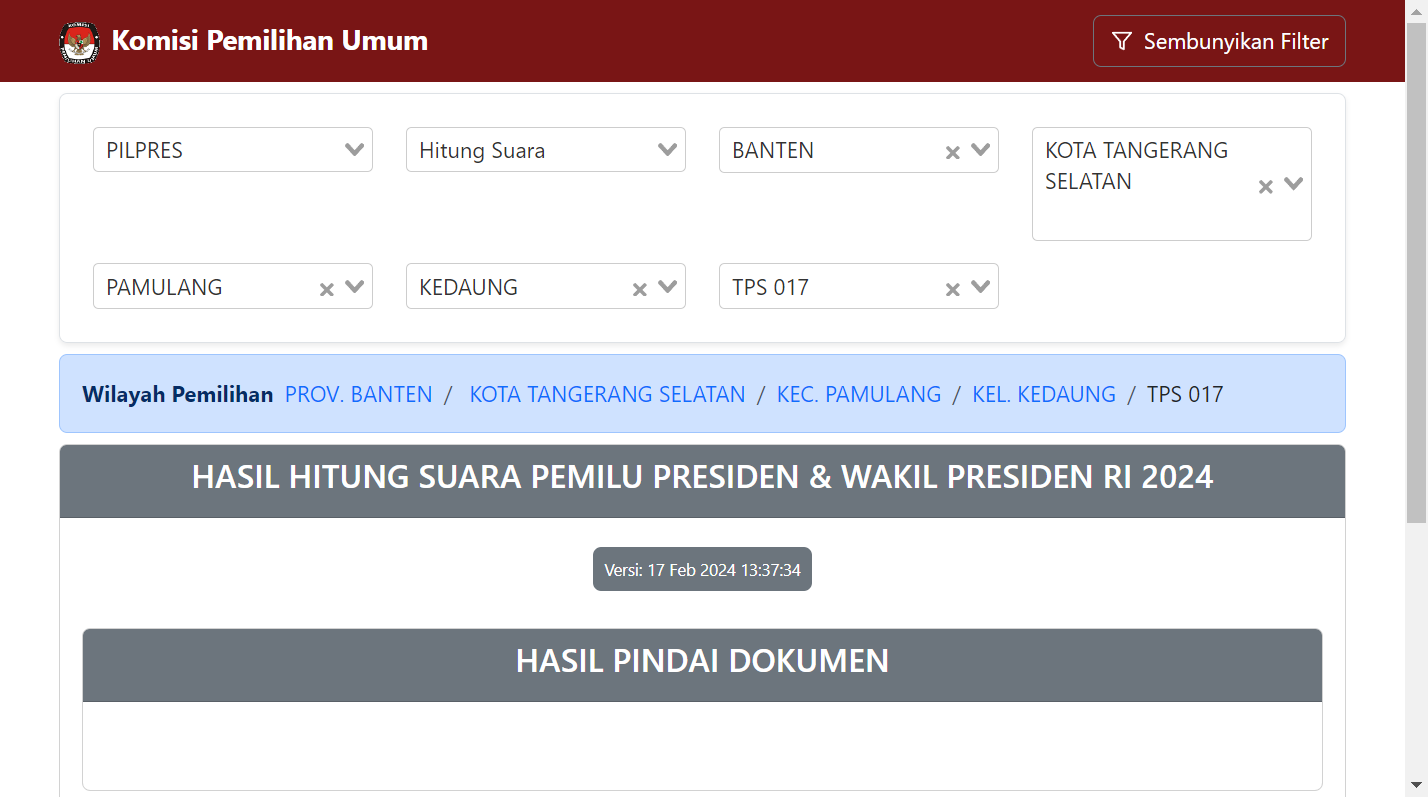 Komisi Pemilihan Umum
Sembunyikan Filter
PILPRES
Hitung Suara
BANTEN
KOTA TANGERANG
SELATAN
PAMULANG
KEDAUNG
TPS 017
Wilayah Pemilihan PROV. BANTEN / KOTA TANGERANG SELATAN / KEC. PAMULANG / KEL. KEDAUNG / TPS 017
HASIL HITUNG SUARA PEMILU PRESIDEN & WAKIL PRESIDEN RI 2024
Versi: 17 Feb 2024 13:37:34
HASIL PINDAI DOKUMEN